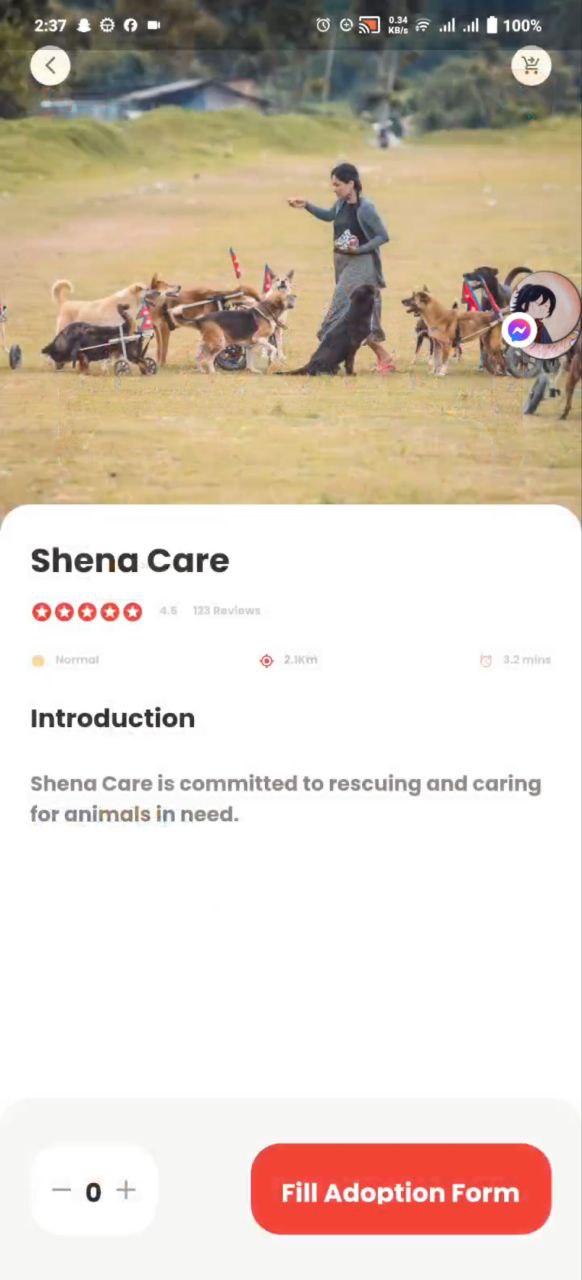 2:37
0.34
KB/s
100%
Shena Care
4.5 123 Reviews
Normal 2.1Km 3.2 mins
Introduction
Shena Care is committed to rescuing and caring
for animals in need.
0
Fill Adoption Form